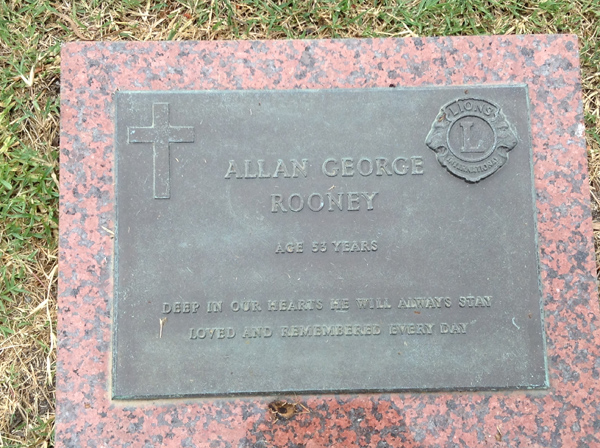 LIONS
L
INTERNATIONAL
ALLAN GEORGE
ROONEY
AGE 53 YEARS
DEEP IN OUR HEARTS HE WILL ALWAYS STAY
LOVED AND REMEMBERED EVERY DAY